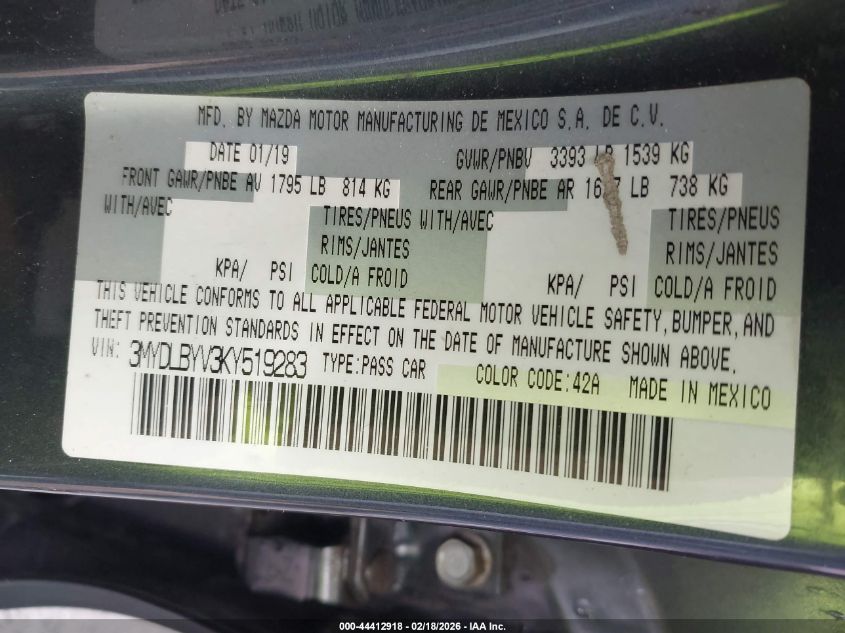 MFD. BY MAZDA MOTOR MANUFACTURING DE MEXICO S.A. DE C.V.
DATE 01/19 GVWR/PNBV 3393 LB 1539 KG
FRONT GAWR/PNBE AV 1795 LB 814 KG REAR GAWR/PNBE AR LB 738 KG
WITH/AVEC TIRES/PNEUS WITH/AVEC TIRES/PNEUS
RIMS/JANTES RIMS/JANTES
KPA/ PSI COLD/A FROID KPA/ PSI COLD/A FROID
THIS VEHICLE CONFORMS TO ALL APPLICABLE FEDERAL MOTOR VEHICLE SAFETY, BUMPER, AND
THEFT PREVENTION STANDARDS IN EFFECT ON THE DATE OF MANUFACTURE SHOWN ABOVE.
VIN: 3MYDLBYV3KY519283 TYPE:PASS CAR COLOR CODE:42A MADE IN MEXICO
000-44412918 - 02/18/2026 - IAA Inc.